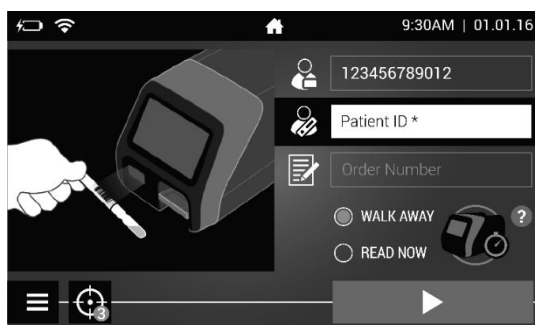 9:30AM | 01.01.16
123456789012
Patient ID *
Order Number
WALK AWAY
?
READ NOW
3